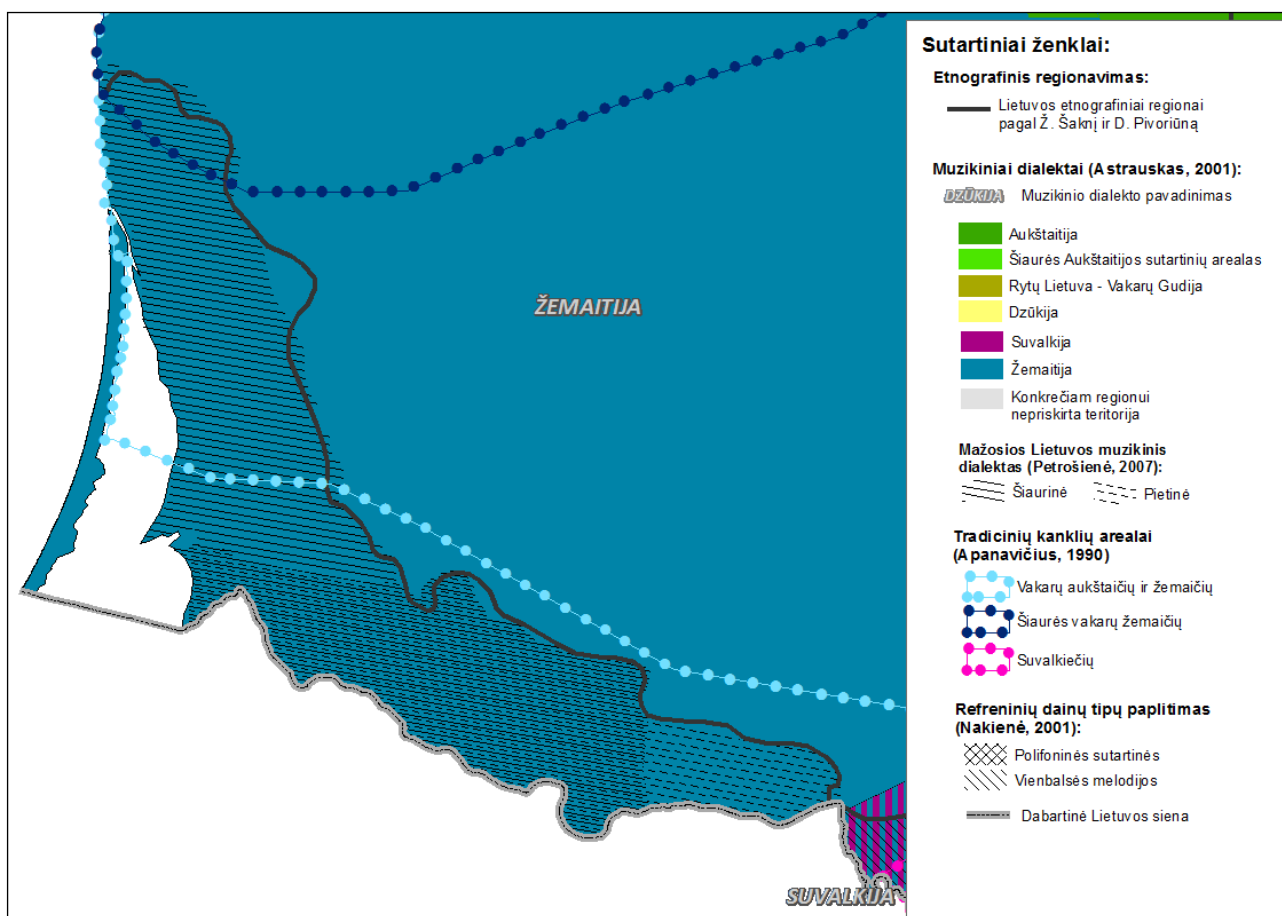 ŽEMAITIJA
SUVALKIJA
Sutartiniai ženklai:
Etnografinis regionavimas:
Lietuvos etnografiniai regionai
pagal Ž. Šaknį ir D. Pivoriūną
Muzikiniai dialektai (Astrauskas, 2001):
DZŪKIJA Muzikinio dialekto pavadinimas
Aukštaitija
Šiaurės Aukštaitijos sutartinių arealas
Rytų Lietuva - Vakarų Gudija
Dzūkija
Suvalkija
Žemaitija
Konkrečiam regionui
nepriskirta teritorija
Mažosios Lietuvos muzikinis
dialektas (Petrošienė, 2007):
Šiaurinė Pietinė
Tradicinių kanklių arealai
(Apanavičius, 1990)
Vakarų aukštaičių ir žemaičių
Šiaurės vakarų žemaičių
Suvalkiečių
Refreninių dainų tipų paplitimas
(Nakienė, 2001):
Polifoninės sutartinės
Vienbalsės melodijos
Dabartinė Lietuvos siena